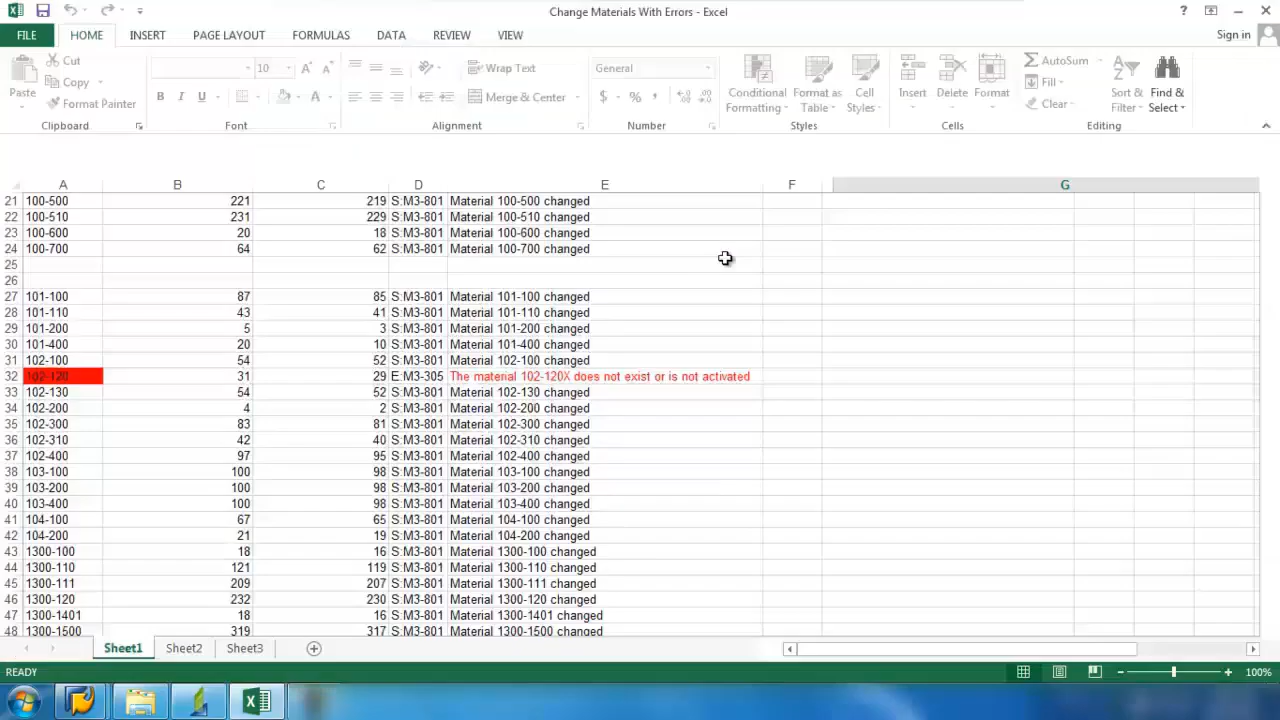 Change Materials With Errors - Excel
?
FILE HOME INSERT PAGE LAYOUT FORMULAS DATA REVIEW VIEW Sign in
Paste Cut Copy Format Painter
10 A A B I U A
Wrap Text Merge & Center
General $ % ,
Conditional Formatting Format as Table Cell Styles
Insert Delete Format
AutoSum Fill Clear Sort & Filter Find & Select
Clipboard Font Alignment Number Styles Cells Editing
A B C D E F G
21 100-500 221 219 S:M3-801 Material 100-500 changed
22 100-510 231 229 S:M3-801 Material 100-510 changed
23 100-600 20 18 S:M3-801 Material 100-600 changed
24 100-700 64 62 S:M3-801 Material 100-700 changed
25
26
27 101-100 87 85 S:M3-801 Material 101-100 changed
28 101-110 43 41 S:M3-801 Material 101-110 changed
29 101-200 5 3 S:M3-801 Material 101-200 changed
30 101-400 20 10 S:M3-801 Material 101-400 changed
31 102-100 54 52 S:M3-801 Material 102-100 changed
32 102-120 31 29 E:M3-305 The material 102-120X does not exist or is not activated
33 102-130 54 52 S:M3-801 Material 102-130 changed
34 102-200 4 2 S:M3-801 Material 102-200 changed
35 102-300 83 81 S:M3-801 Material 102-300 changed
36 102-310 42 40 S:M3-801 Material 102-310 changed
37 102-400 97 95 S:M3-801 Material 102-400 changed
38 103-100 100 98 S:M3-801 Material 103-100 changed
39 103-200 100 98 S:M3-801 Material 103-200 changed
40 103-400 100 98 S:M3-801 Material 103-400 changed
41 104-100 67 65 S:M3-801 Material 104-100 changed
42 104-200 21 19 S:M3-801 Material 104-200 changed
43 1300-100 18 16 S:M3-801 Material 1300-100 changed
44 1300-110 121 119 S:M3-801 Material 1300-110 changed
45 1300-111 209 207 S:M3-801 Material 1300-111 changed
46 1300-120 232 230 S:M3-801 Material 1300-120 changed
47 1300-1401 18 16 S:M3-801 Material 1300-1401 changed
48 1300-1500 319 317 S:M3-801 Material 1300-1500 changed
Sheet1 Sheet2 Sheet3
READY 100%